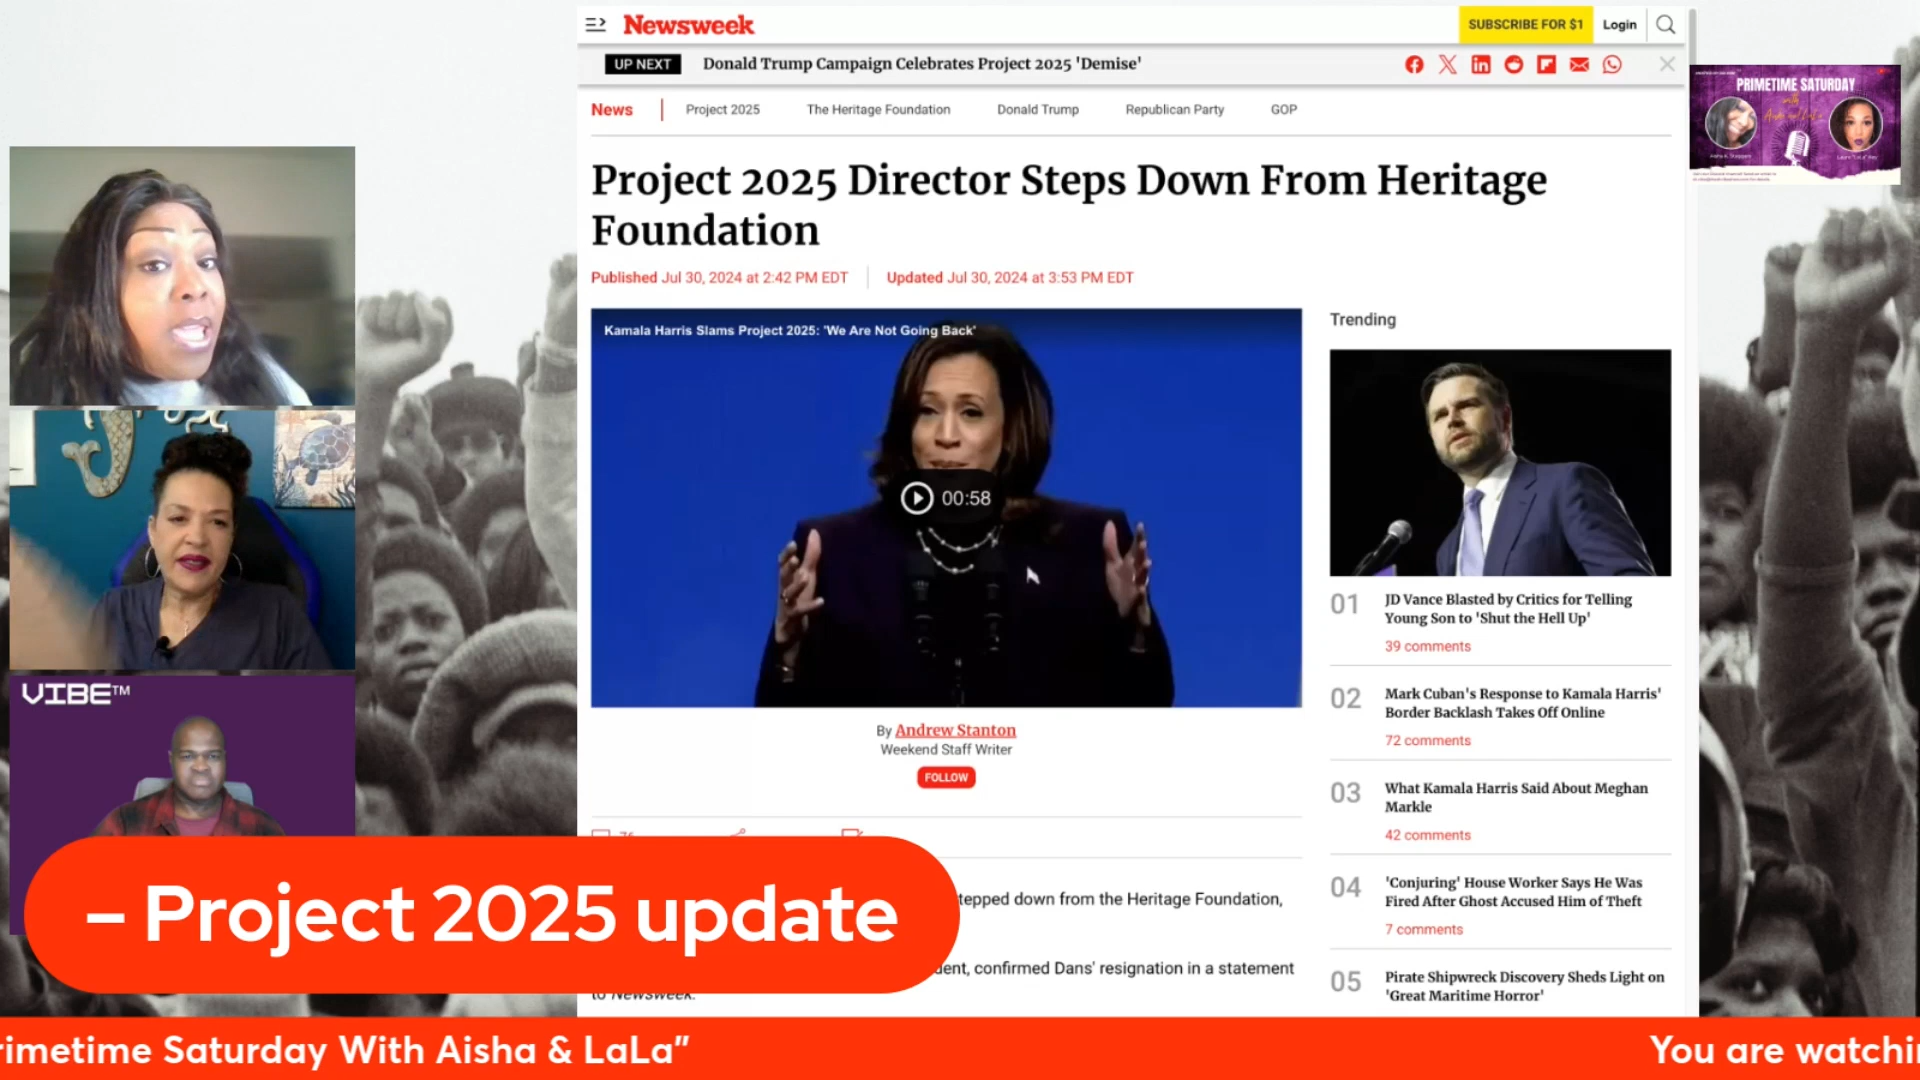 Newsweek
SUBSCRIBE FOR $1
Login
UP NEXT
Donald Trump Campaign Celebrates Project 2025 'Demise'
News
Project 2025
The Heritage Foundation
Donald Trump
Republican Party
GOP
PRIMETIME SATURDAY
with
Project 2025 Director Steps Down From Heritage
Foundation
Published Jul 30, 2024 at 2:42 PM EDT
Updated Jul 30, 2024 at 3:53 PM EDT
Kamala Harris Slams Project 2025: 'We Are Not Going Back'
00:58
By Andrew Stanton
Weekend Staff Writer
FOLLOW
tepped down from the Heritage Foundation,
dent, confirmed Dans' resignation in a statement
to Newsweek.
Trending
01
JD Vance Blasted by Critics for Telling
Young Son to 'Shut the Hell Up'
39 comments
02
Mark Cuban's Response to Kamala Harris'
Border Backlash Takes Off Online
72 comments
03
What Kamala Harris Said About Meghan
Markle
42 comments
04
'Conjuring' House Worker Says He Was
Fired After Ghost Accused Him of Theft
7 comments
05
Pirate Shipwreck Discovery Sheds Light on
'Great Maritime Horror'
VIBE™
– Project 2025 update
rimetime Saturday With Aisha & LaLa”
You are watchin